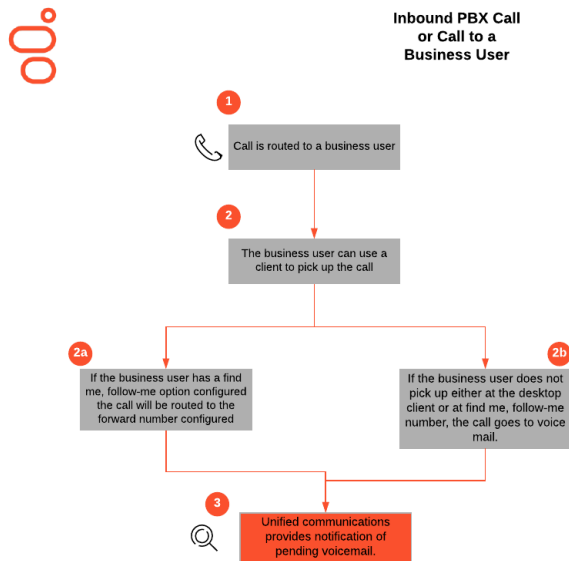 Inbound PBX Call
or Call to a
Business User
1
Call is routed to a business user
2
The business user can use a
client to pick up the call
2a
If the business user has a find
me, follow-me option configured
the call will be routed to the
forward number configured
2b
If the business user does not
pick up either at the desktop
client or at find me, follow-me
number, the call goes to voice
mail.
3
Unified communications
provides notification of
pending voicemail.